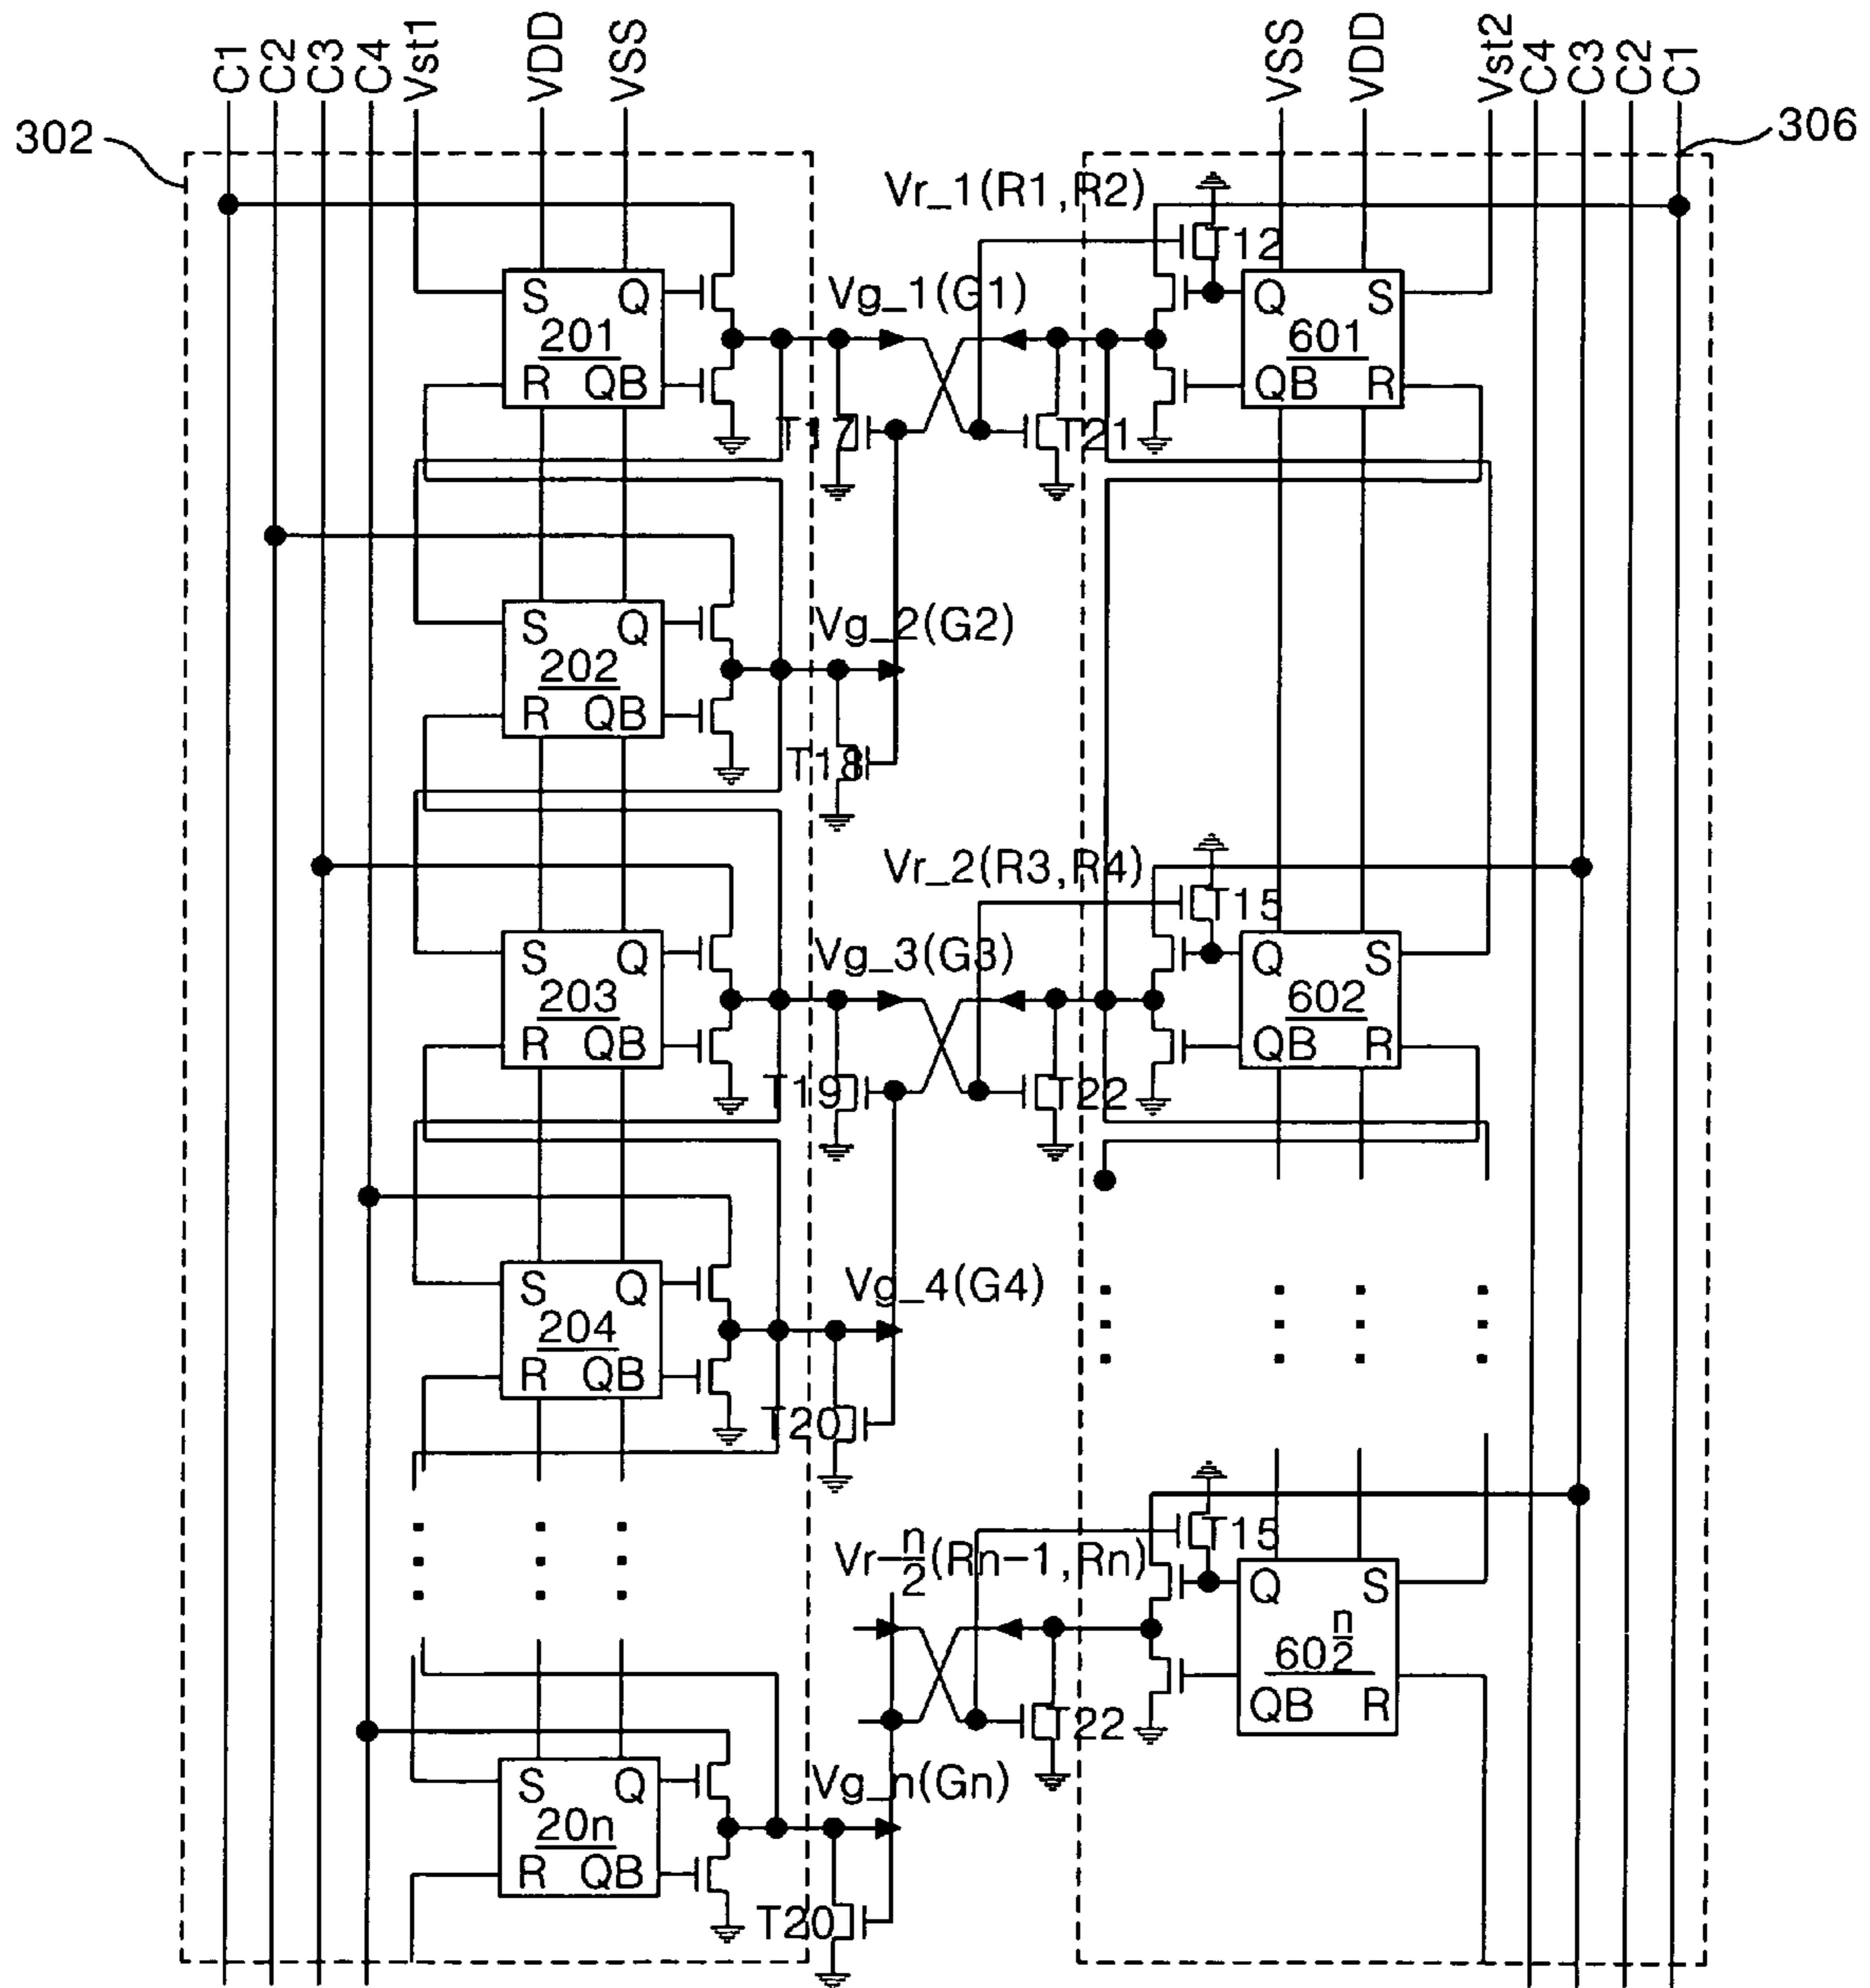 C1 C2 C3 C4 Vst1 VDD VSS VSS VDD Vst2 C4 C3 C2 C1
302 306
Vr_1(R1,R2)
T12
S Q Vg_1(G1) Q S
201 601
R QB QB R
T17 T21
S Q Vg_2(G2)
202
R QB
T18
Vr_2(R3,R4)
T15
S Q Vg_3(G3) Q S
203 602
R QB QB R
T19 T22
S Q Vg_4(G4)
204
R QB
T20
Vr-n/2(Rn-1,Rn)
T15
Q S
60n/2
QB R
T22
S Q Vg_n(Gn)
20n
R QB
T20